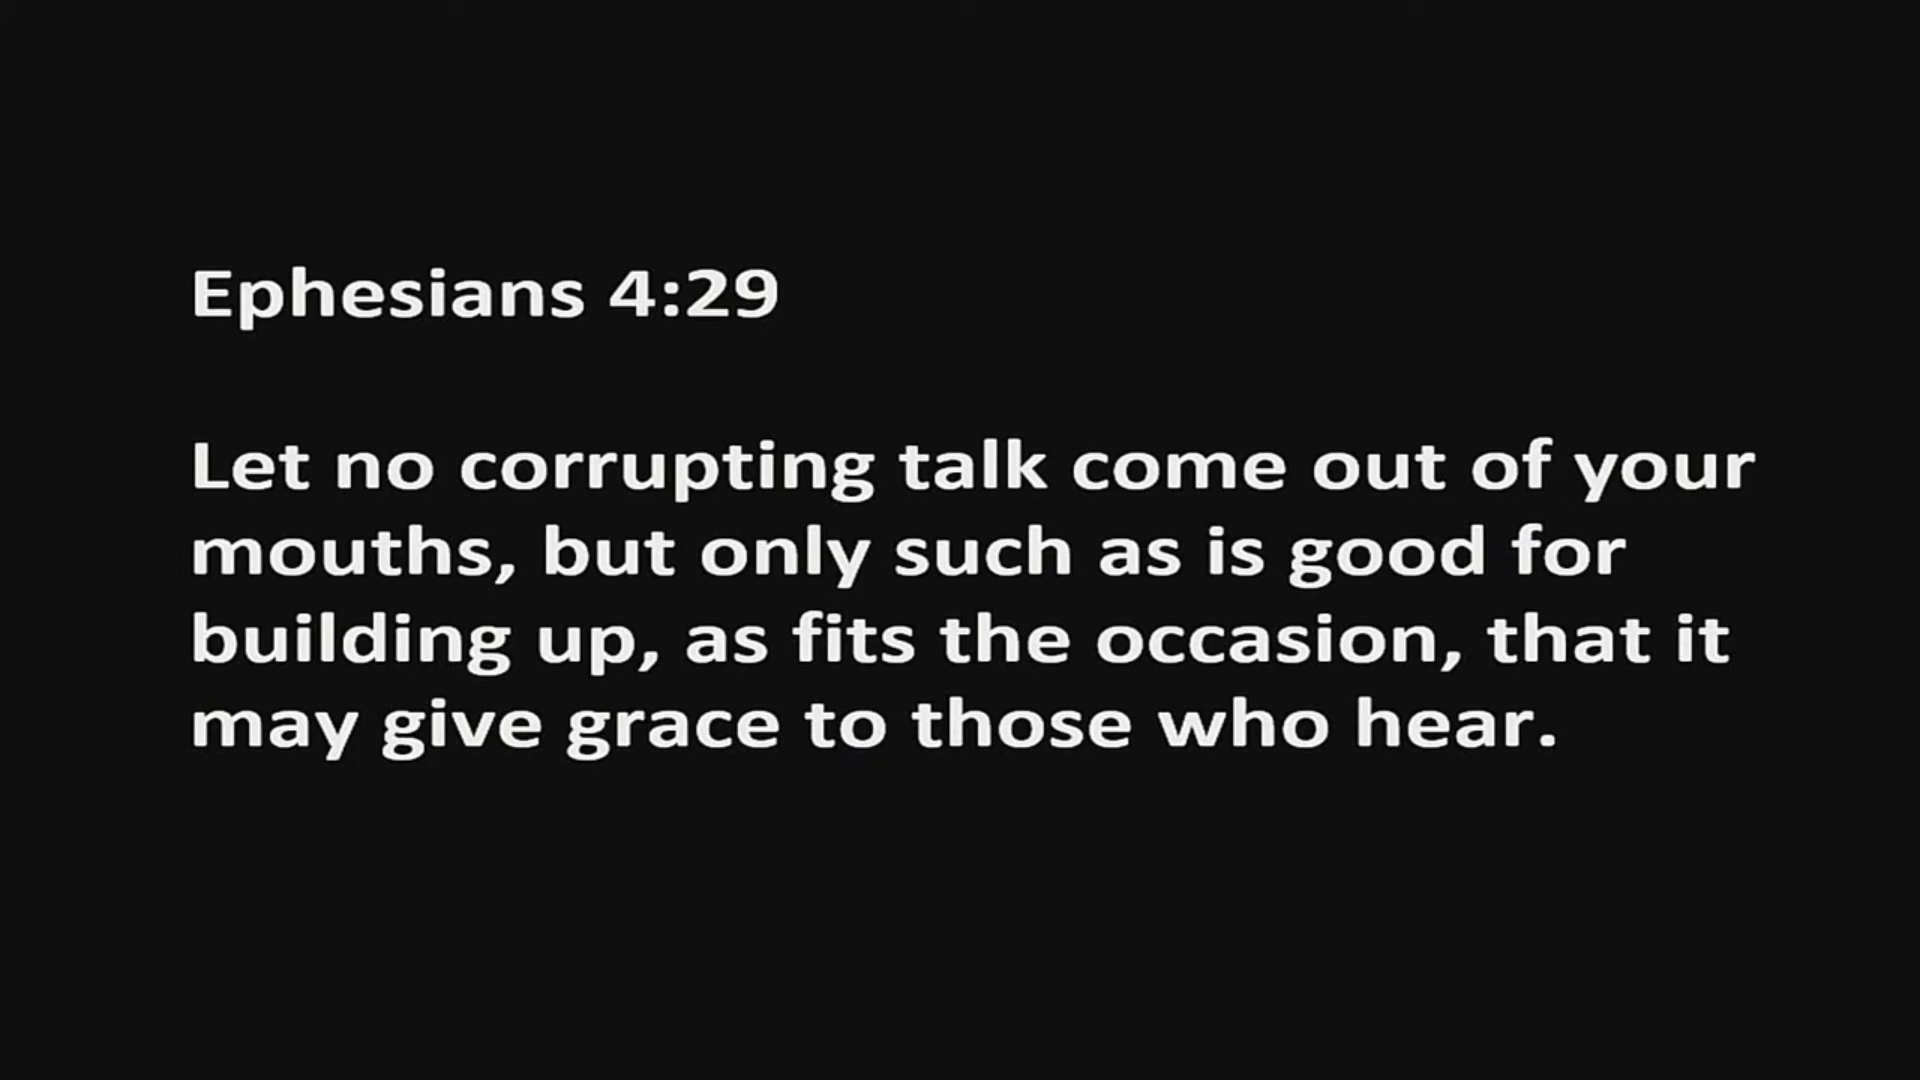 Ephesians 4:29
Let no corrupting talk come out of your
mouths, but only such as is good for
building up, as fits the occasion, that it
may give grace to those who hear.